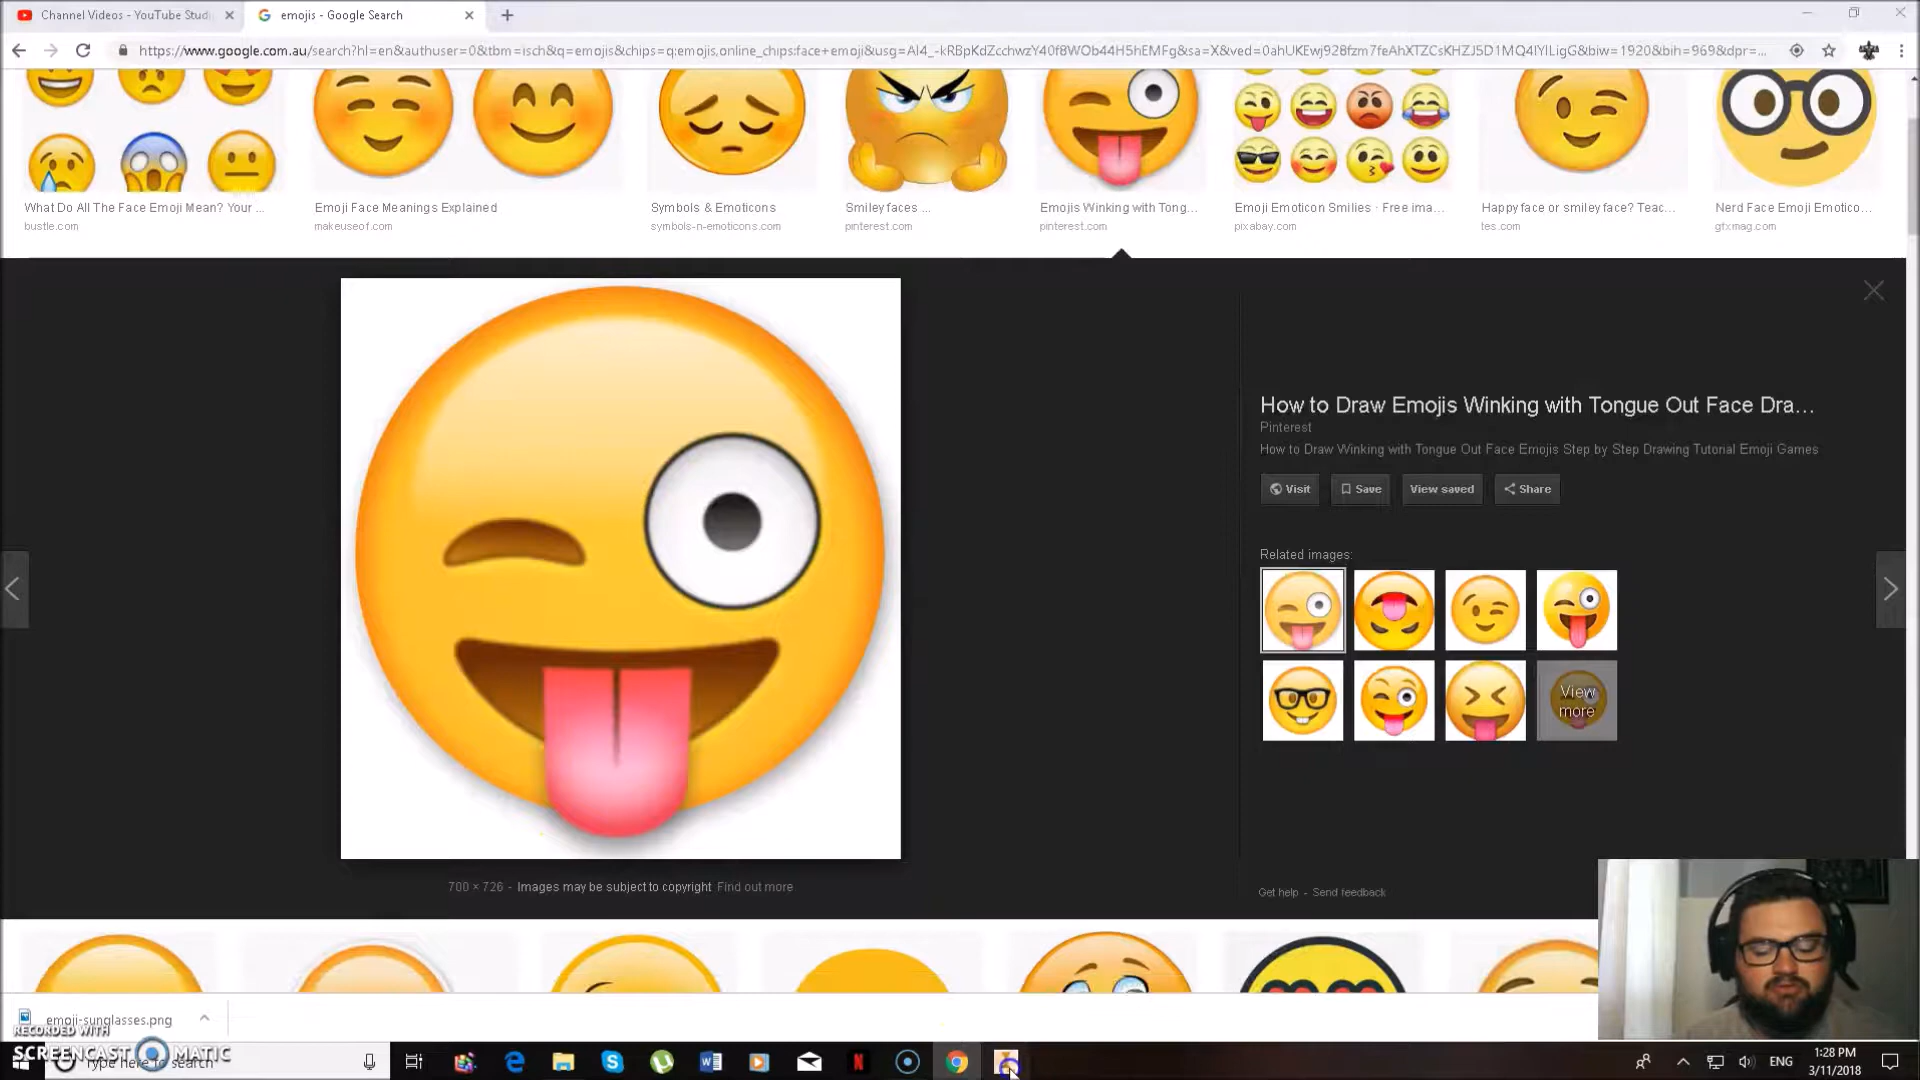 Channel Videos - YouTube Studi
emojis - Google Search
https://www.google.com.au/search?hl=en&authuser=0&tbm=isch&q=emojis&chips=q:emojis,online_chips:face+emoji&usg=AI4_-kRBpKdZcchwzY40f8WOb44H5hEMFg&sa=X&ved=0ahUKEwj928fzm7feAhXTZCsKHZJ5D1MQ4lYILigG&biw=1920&bih=969&dpr=...
What Do All The Face Emoji Mean? Your ...
bustle.com
Emoji Face Meanings Explained
makeuseof.com
Symbols & Emoticons
symbols-n-emoticons.com
Smiley faces ...
pinterest.com
Emojis Winking with Tong...
pinterest.com
Emoji Emoticon Smilies · Free ima...
pixabay.com
Happy face or smiley face? Teac...
tes.com
Nerd Face Emoji Emotico...
gfxmag.com
How to Draw Emojis Winking with Tongue Out Face Dra...
Pinterest
How to Draw Winking with Tongue Out Face Emojis Step by Step Drawing Tutorial Emoji Games
Visit Save View saved Share
Related images:
View
more
700 × 726 - Images may be subject to copyright Find out more
Get help - Send feedback
emoji-sunglasses.png
RECORDED WITH
SCREENCAST MATIC
Type here to search
ENG
1:28 PM
3/11/2018